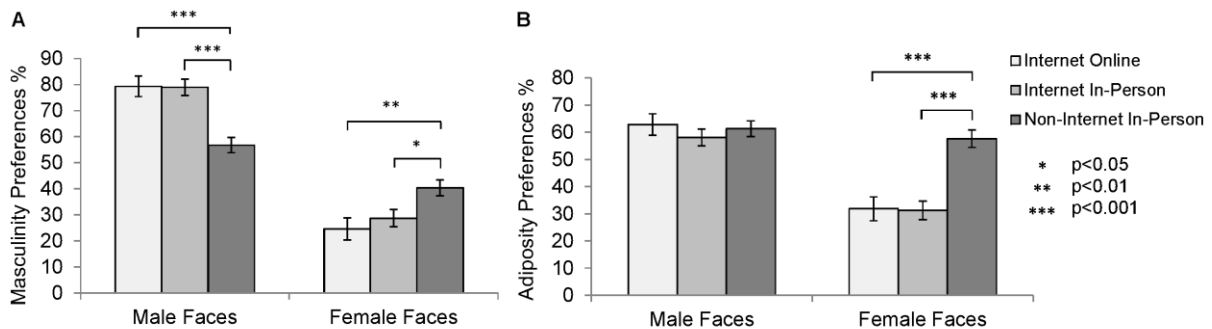 A
Masculinity Preferences %
90
80
70
60
50
40
30
20
10
0
***
***
**
*
Male Faces
Female Faces
B
Adiposity Preferences %
80
70
60
50
40
30
20
10
0
***
***
Male Faces
Female Faces
Internet Online
Internet In-Person
Non-Internet In-Person
* p<0.05
** p<0.01
*** p<0.001